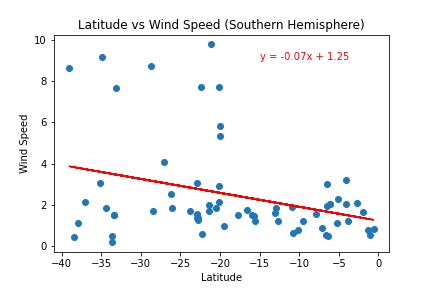 Latitude vs Wind Speed (Southern Hemisphere)
y = -0.07x + 1.25
Wind Speed
10
8
6
4
2
0
−40 −35 −30 −25 −20 −15 −10 −5 0
Latitude